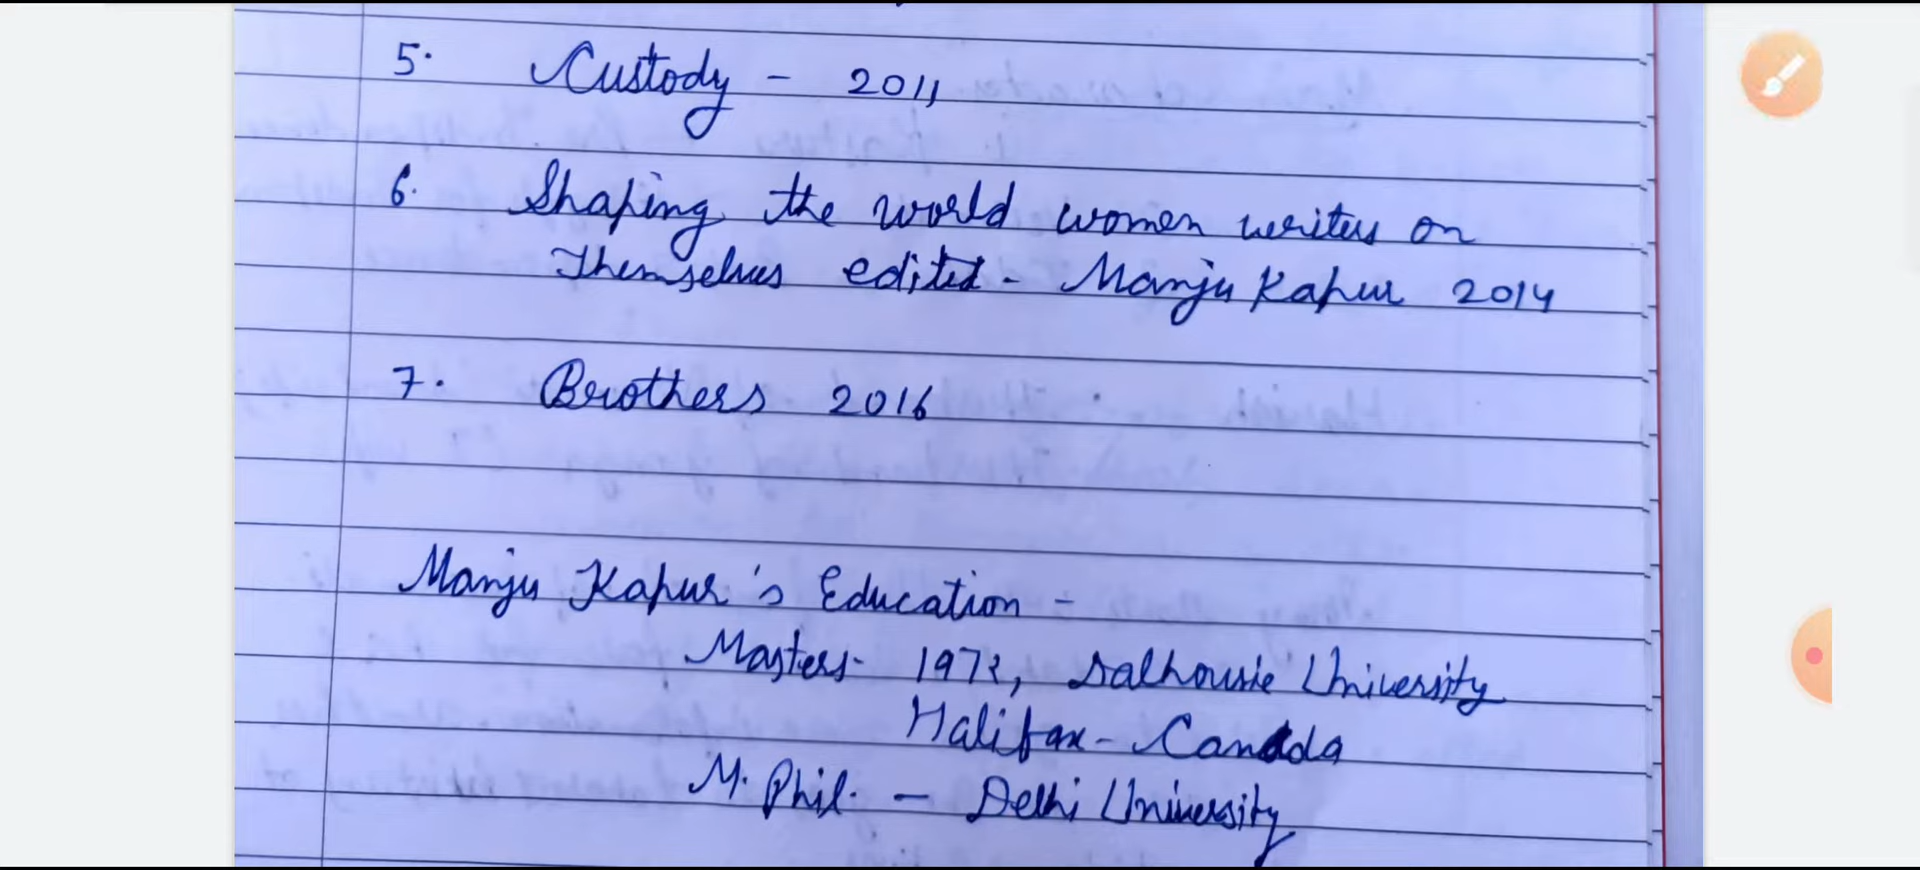 5. Custody - 2011
6. Shaping the world women writers on
Themselves edited - Manju Kapur 2014
7. Brothers 2016
Manju Kapur's Education -
Masters - 1972, Dalhousie University
Halifax - Canada
M. Phil. - Delhi University